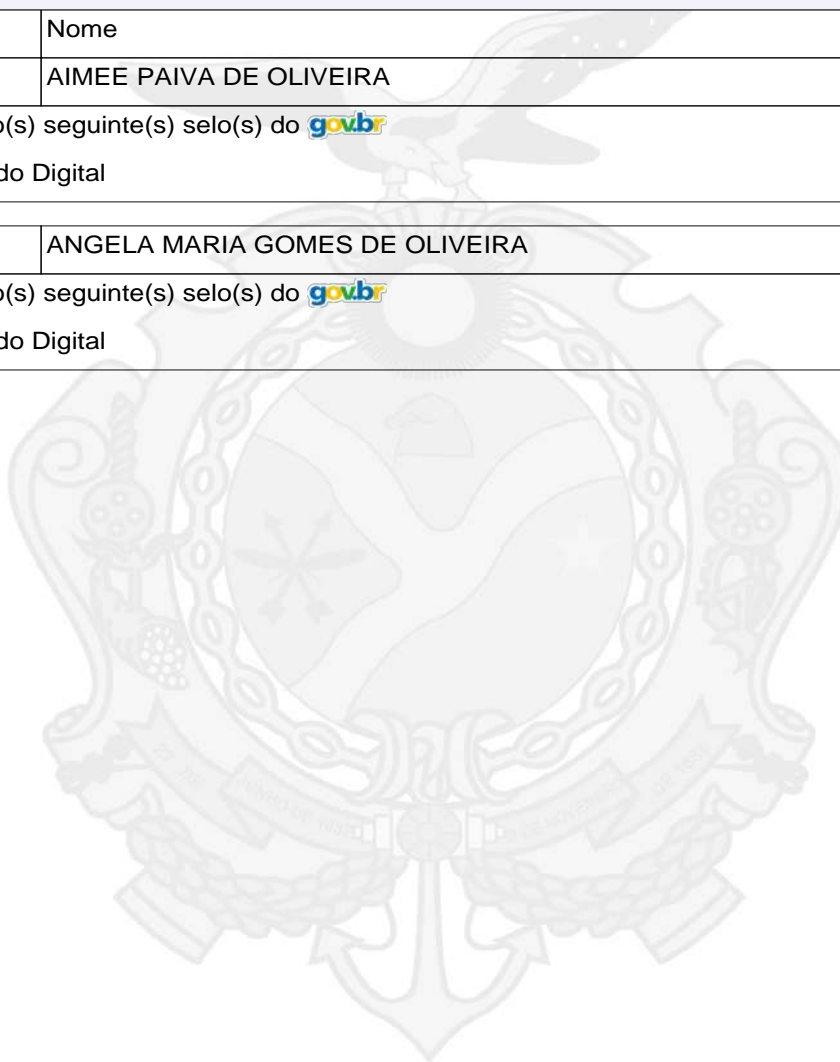 Nome
AIMEE PAIVA DE OLIVEIRA
o(s) seguinte(s) selo(s) do gov.br
do Digital
ANGELA MARIA GOMES DE OLIVEIRA
o(s) seguinte(s) selo(s) do gov.br
do Digital